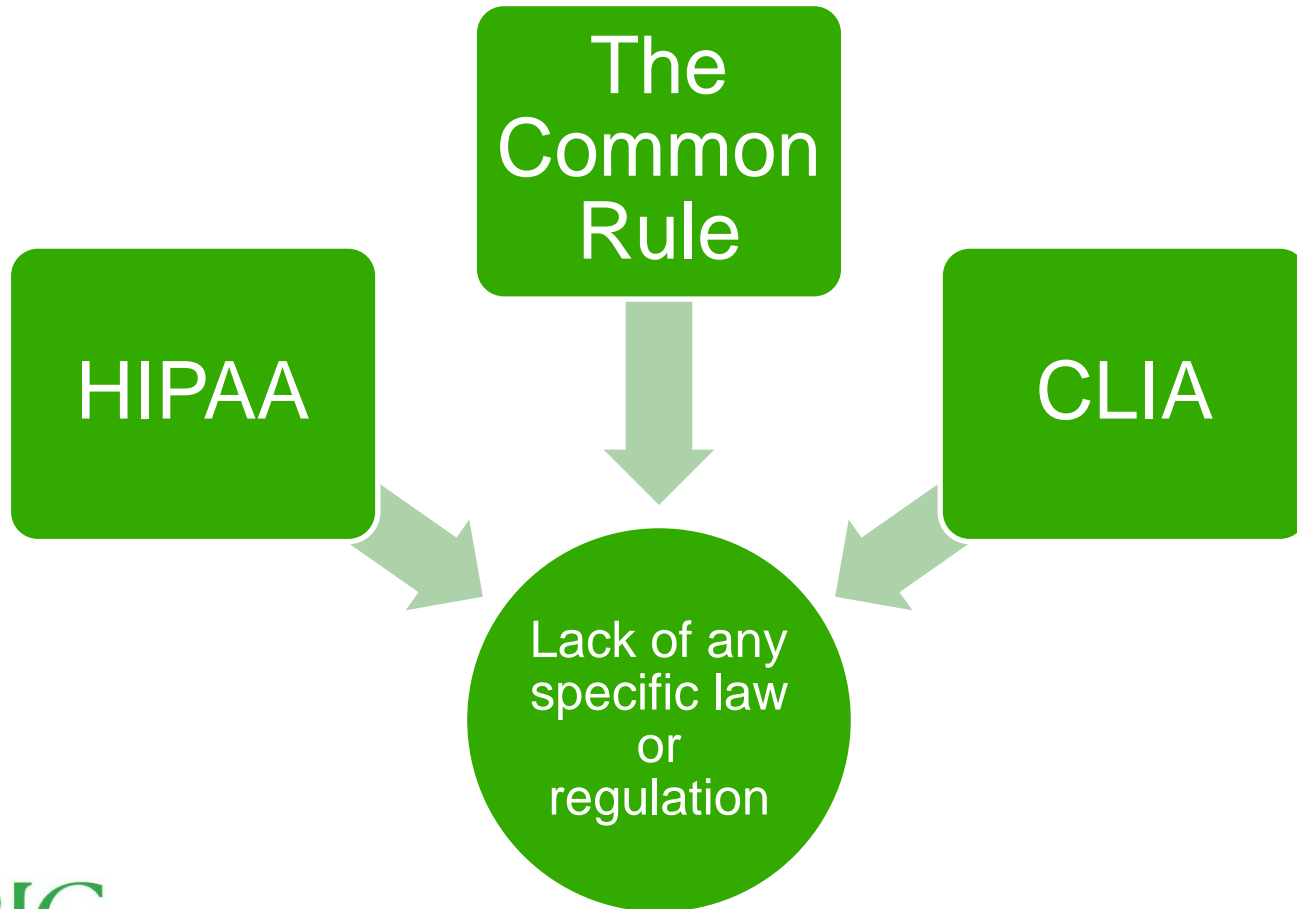 The
Common
Rule
HIPAA
CLIA
Lack of any
specific law
or
regulation